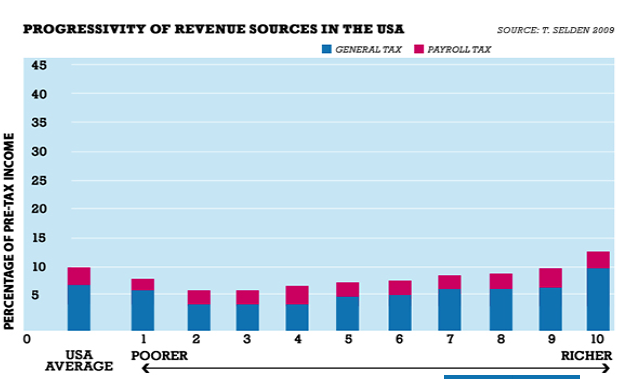 PROGRESSIVITY OF REVENUE SOURCES IN THE USA
SOURCE: T. SELDEN 2009
GENERAL TAX PAYROLL TAX
PERCENTAGE OF PRE-TAX INCOME
45
40
35
30
25
20
15
10
5
0 1 2 3 4 5 6 7 8 9 10
USA AVERAGE
POORER RICHER